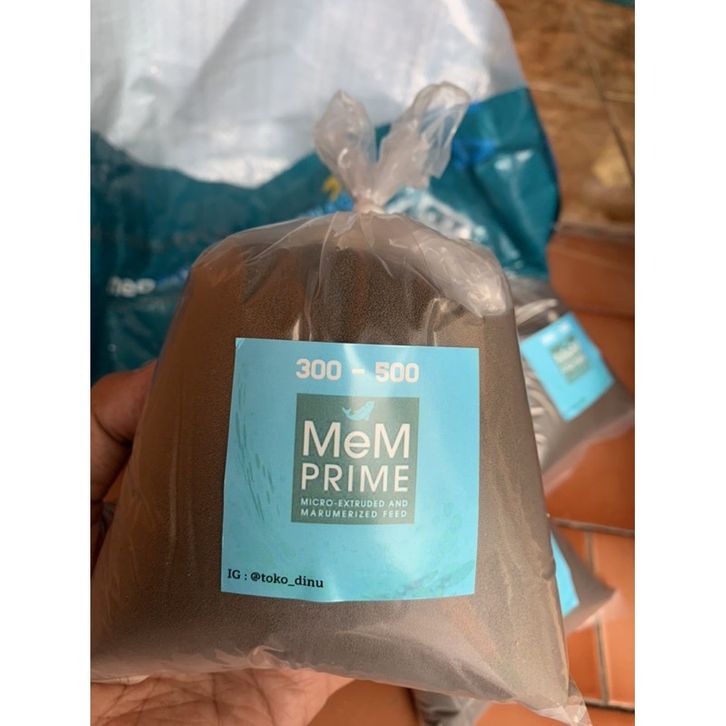 300 - 500
MeM
PRIME
MICRO-EXTRUDED AND
MARUMERIZED FEED
IG : @toko_dinu